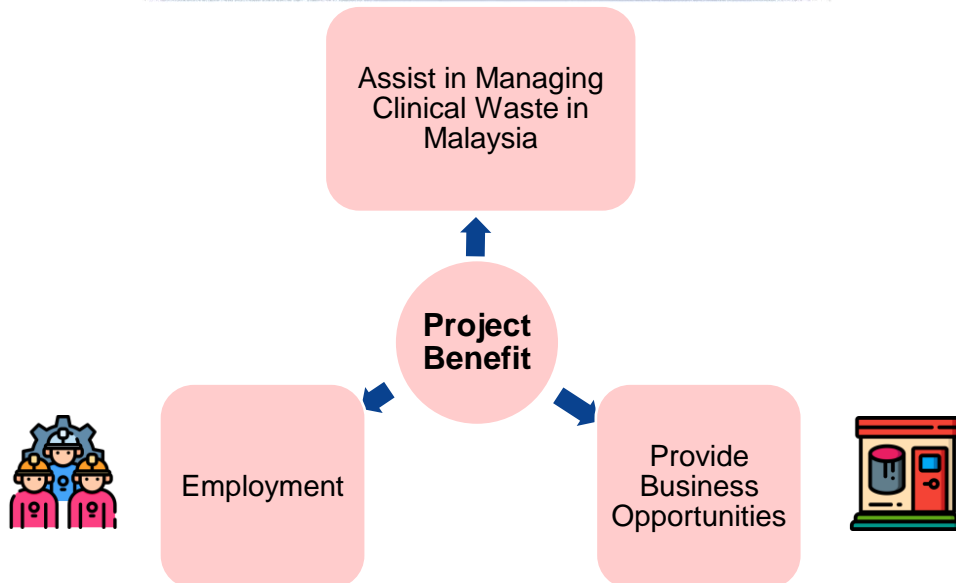 Assist in Managing
Clinical Waste in
Malaysia
Project
Benefit
Employment
Provide
Business
Opportunities